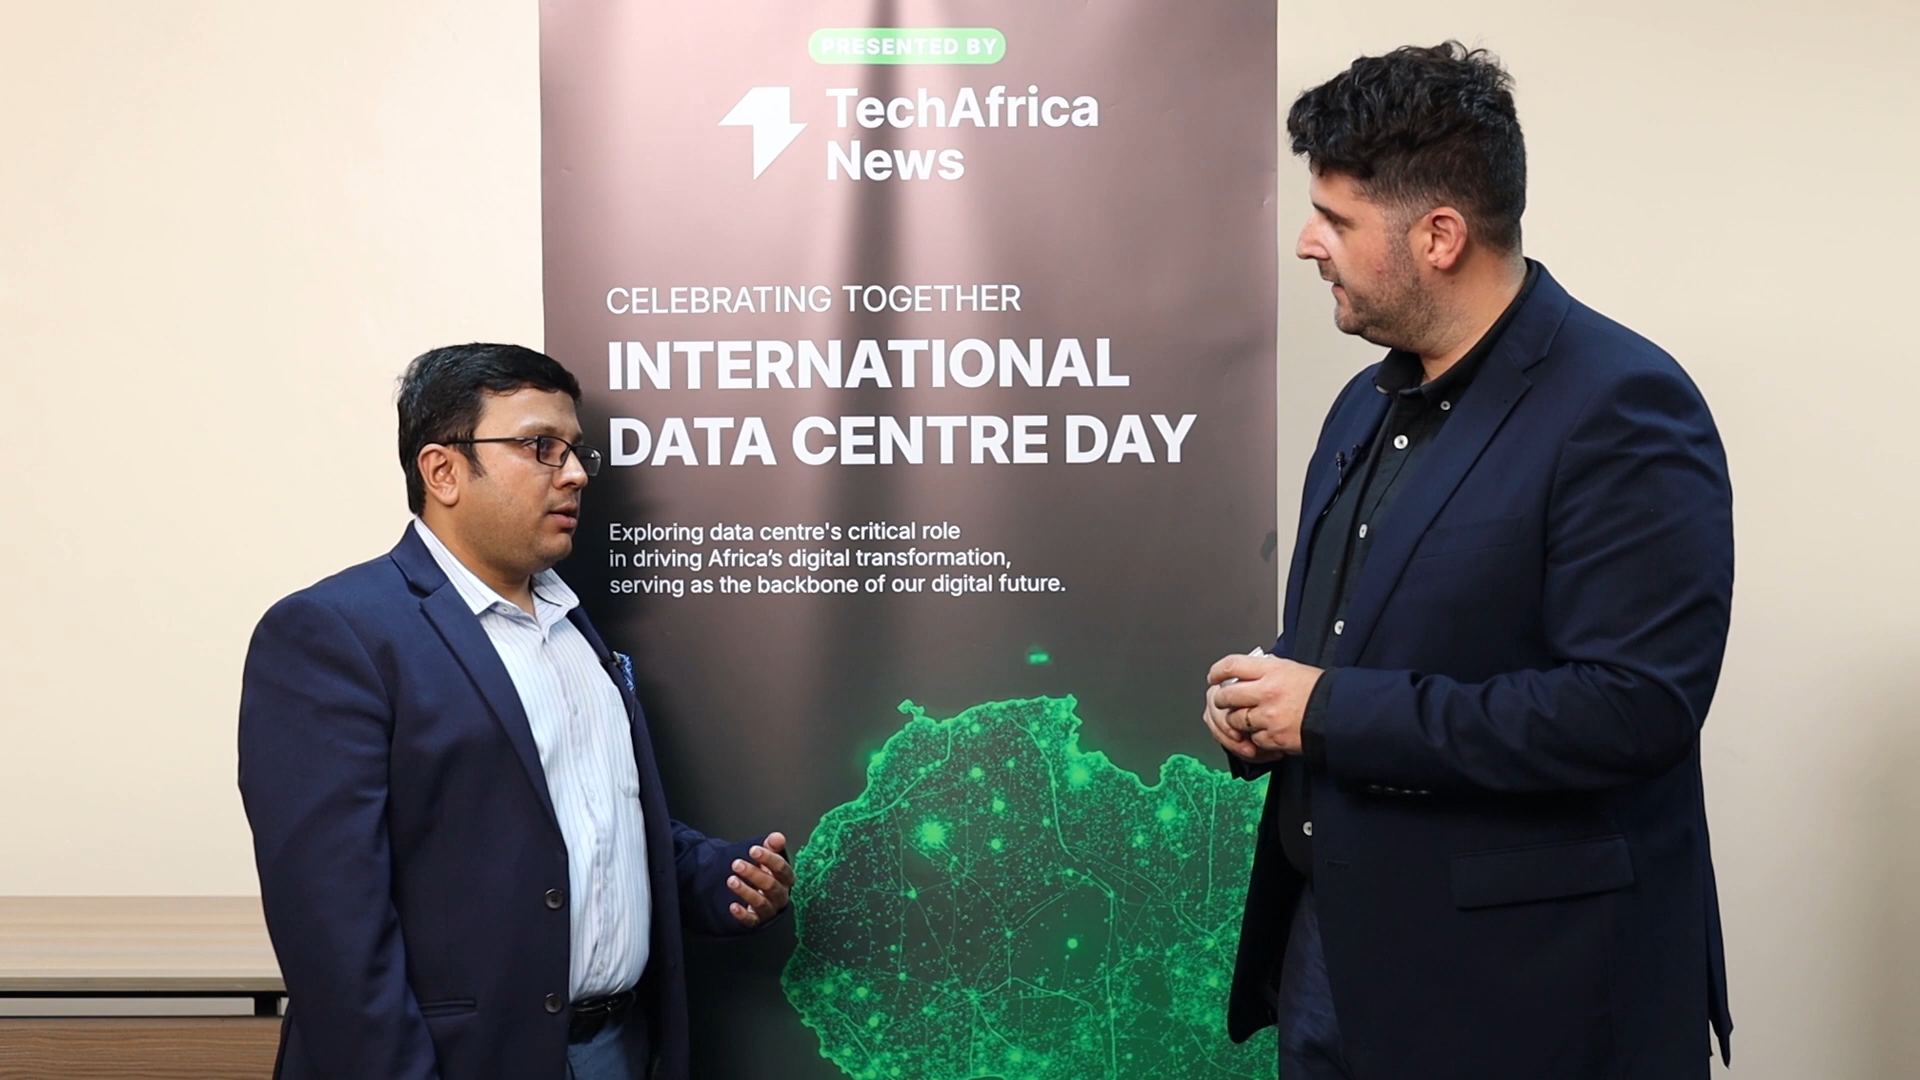 PRESENTED BY
TechAfrica
News
CELEBRATING TOGETHER
INTERNATIONAL
DATA CENTRE DAY
Exploring data centre's critical role
in driving Africa’s digital transformation,
serving as the backbone of our digital future.